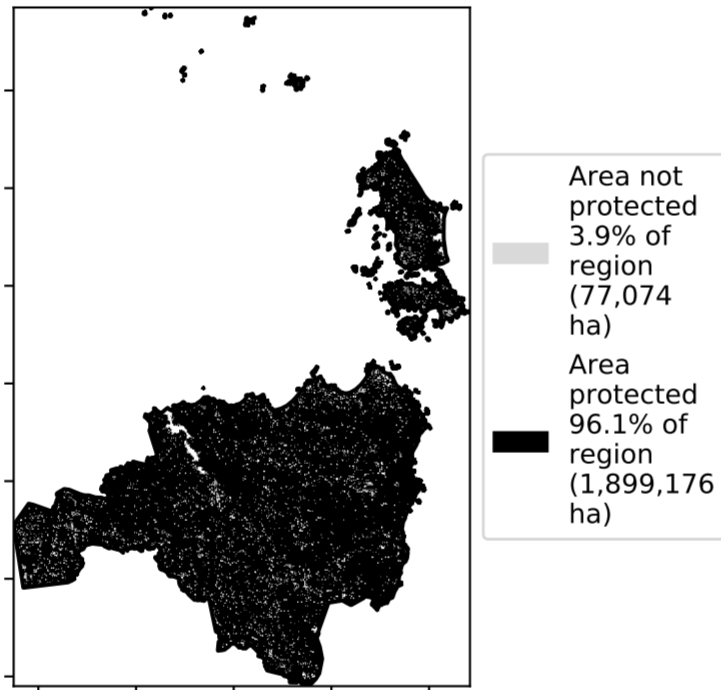 Area not
protected
3.9% of
region
(77,074
ha)
Area
protected
96.1% of
region
(1,899,176
ha)